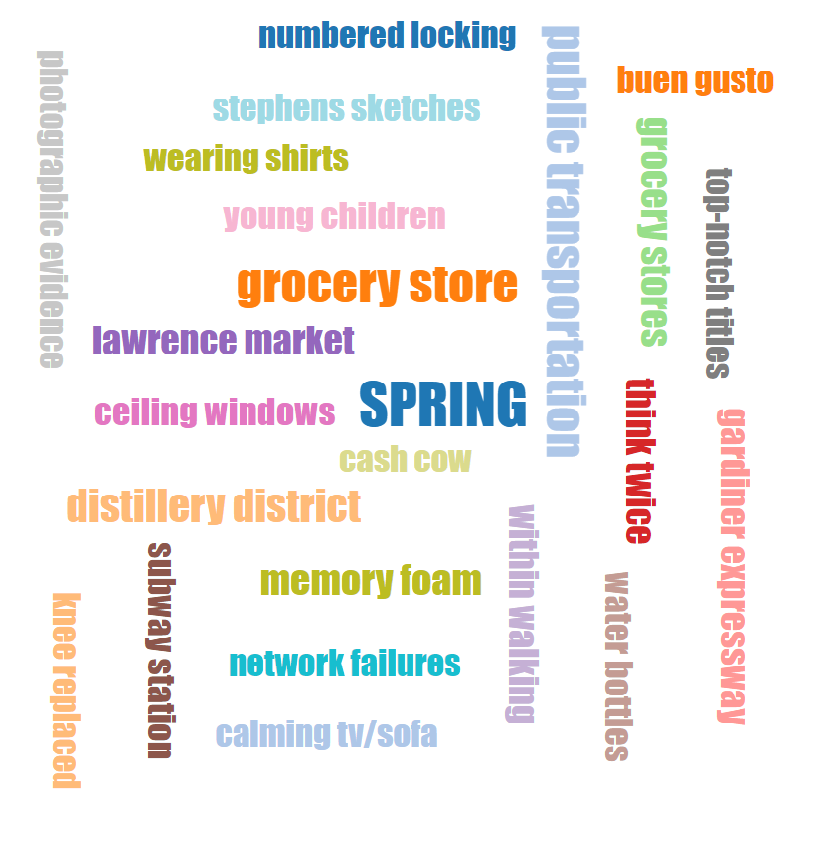 numbered locking
public transportation
photographic evidence
buen gusto
stephens sketches
grocery stores
wearing shirts
top-notch titles
young children
grocery store
lawrence market
SPRING
think twice
ceiling windows
gardiner expressway
cash cow
distillery district
within walking
subway station
memory foam
water bottles
knee replaced
network failures
calming tv/sofa